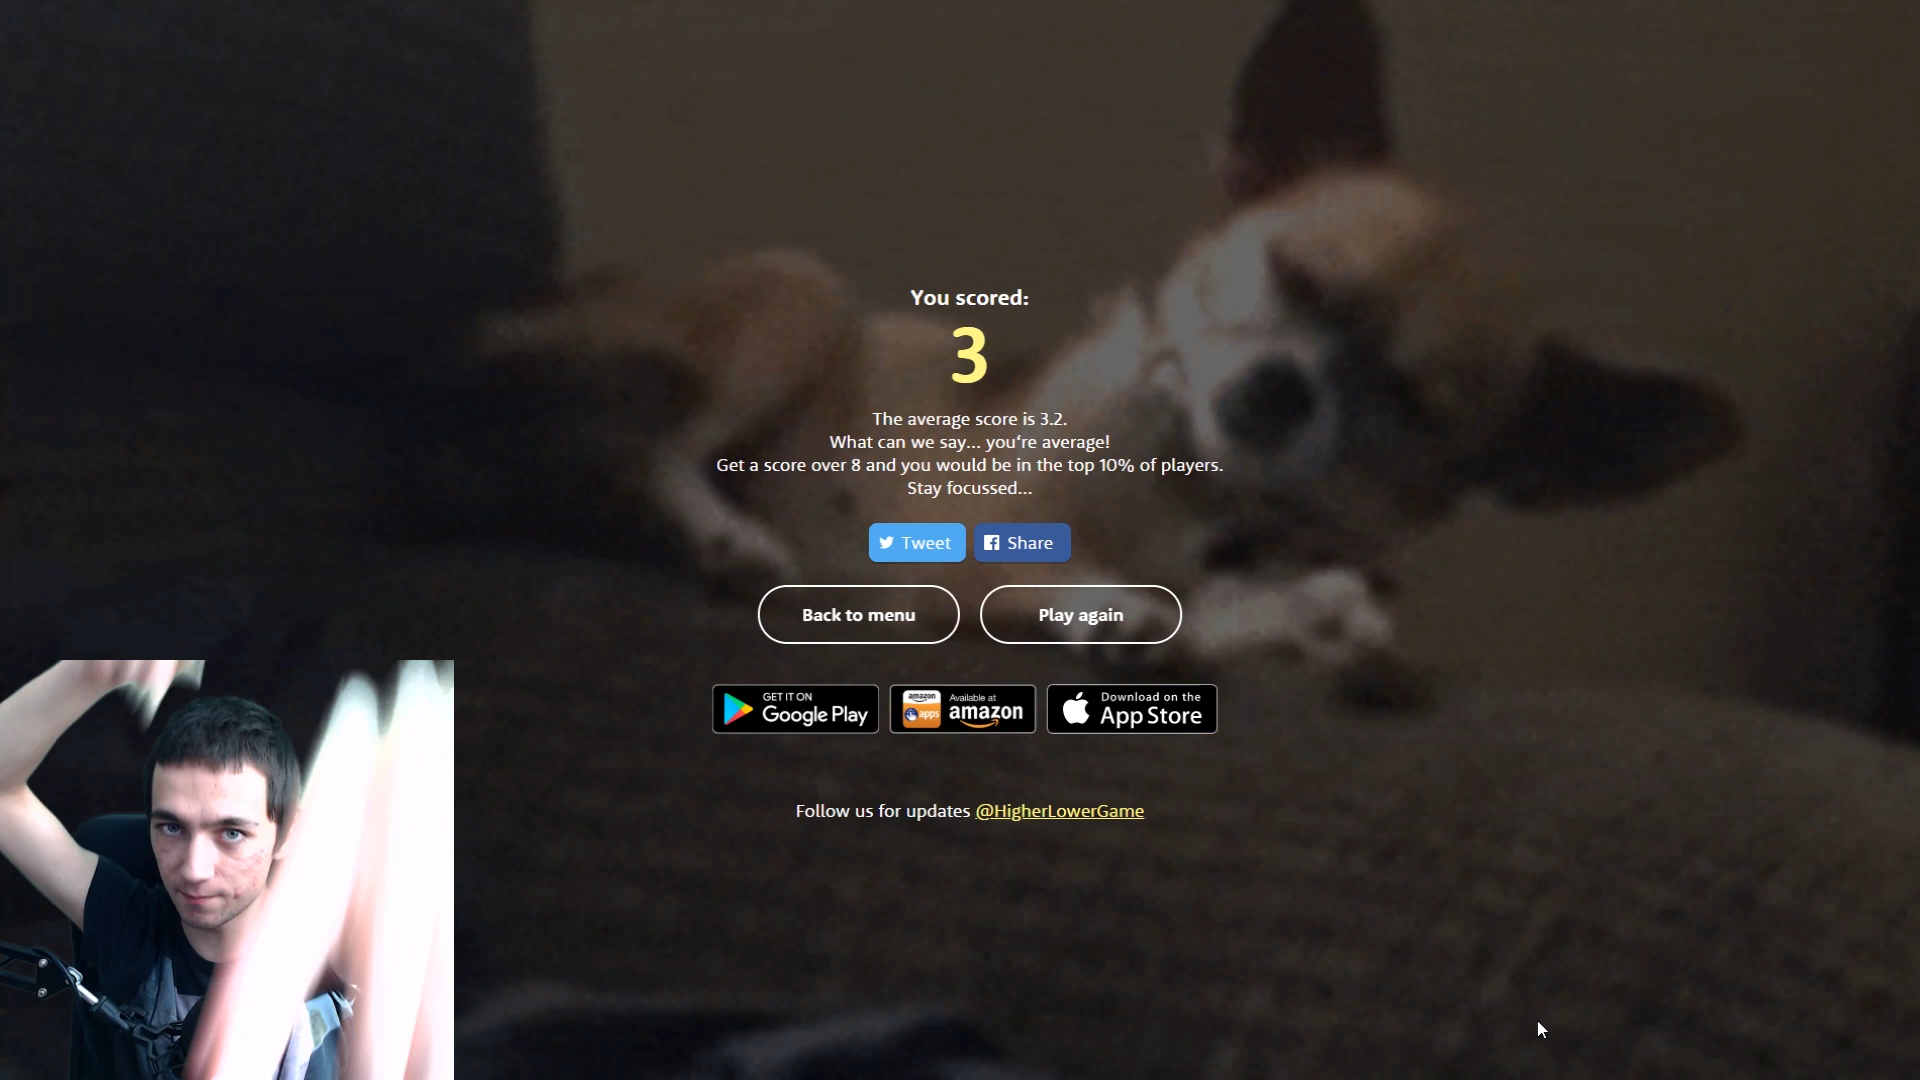 You scored:
3
The average score is 3.2.
What can we say... you're average!
Get a score over 8 and you would be in the top 10% of players.
Stay focussed...
Tweet Share
Back to menu Play again
GET IT ON
Google Play
amazon
apps
Available at
amazon
Download on the
App Store
Follow us for updates @HigherLowerGame